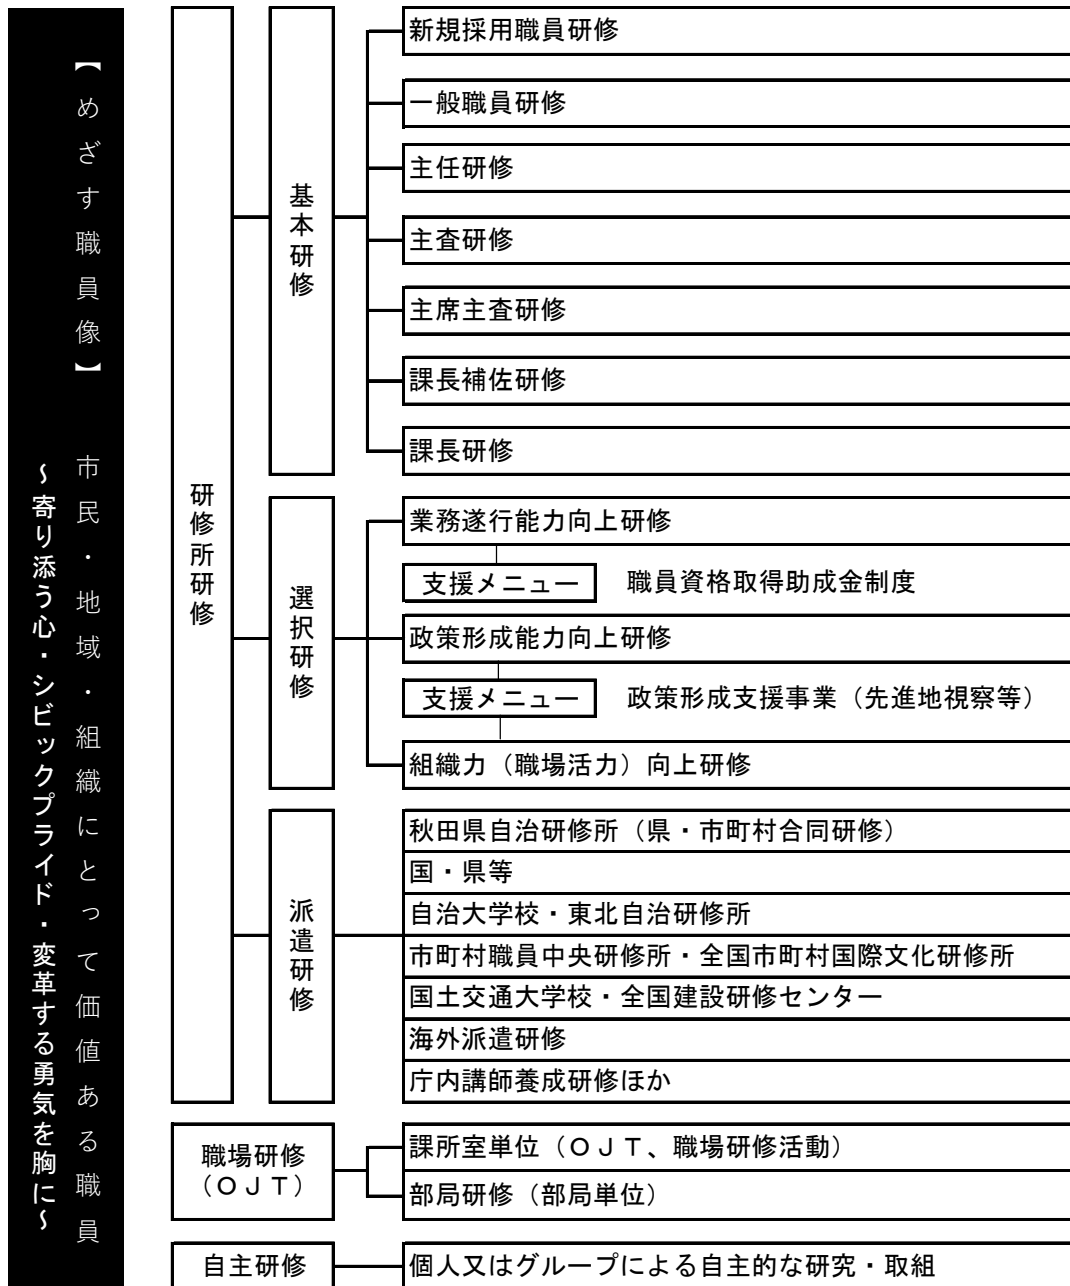 【めざす職員像】 市民・地域・組織にとって価値ある職員
～寄り添う心・シビックプライド・変革する勇気を胸に～
研修所研修
基本研修
新規採用職員研修
一般職員研修
主任研修
主査研修
主席主査研修
課長補佐研修
課長研修
選択研修
業務遂行能力向上研修
支援メニュー 職員資格取得助成金制度
政策形成能力向上研修
支援メニュー 政策形成支援事業（先進地視察等）
組織力（職場活力）向上研修
派遣研修
秋田県自治研修所（県・市町村合同研修）
国・県等
自治大学校・東北自治研修所
市町村職員中央研修所・全国市町村国際文化研修所
国土交通大学校・全国建設研修センター
海外派遣研修
庁内講師養成研修ほか
職場研修
（ＯＪＴ）
課所室単位（ＯＪＴ、職場研修活動）
部局研修（部局単位）
自主研修
個人又はグループによる自主的な研究・取組